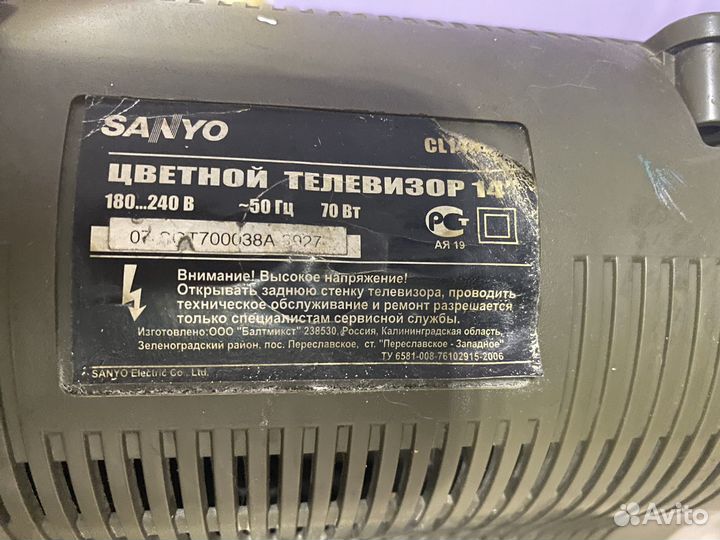 SANYO
ЦВЕТНОЙ ТЕЛЕВИЗОР 14"
180...240 В ~50 Гц 70 Вт
PCT
АЯ 19
Внимание! Высокое напряжение!
Открывать заднюю стенку телевизора, проводить
техническое обслуживание и ремонт разрешается
только специалистам сервисной службы.
Изготовлено:ООО "Балтмикст" 238530, Россия, Калининградская область,
Зеленоградский район, пос. Переславское, ст. "Переславское - Западное"
ТУ 6581-008-76102915-2006
SANYO Electric Co., Ltd.
Avito